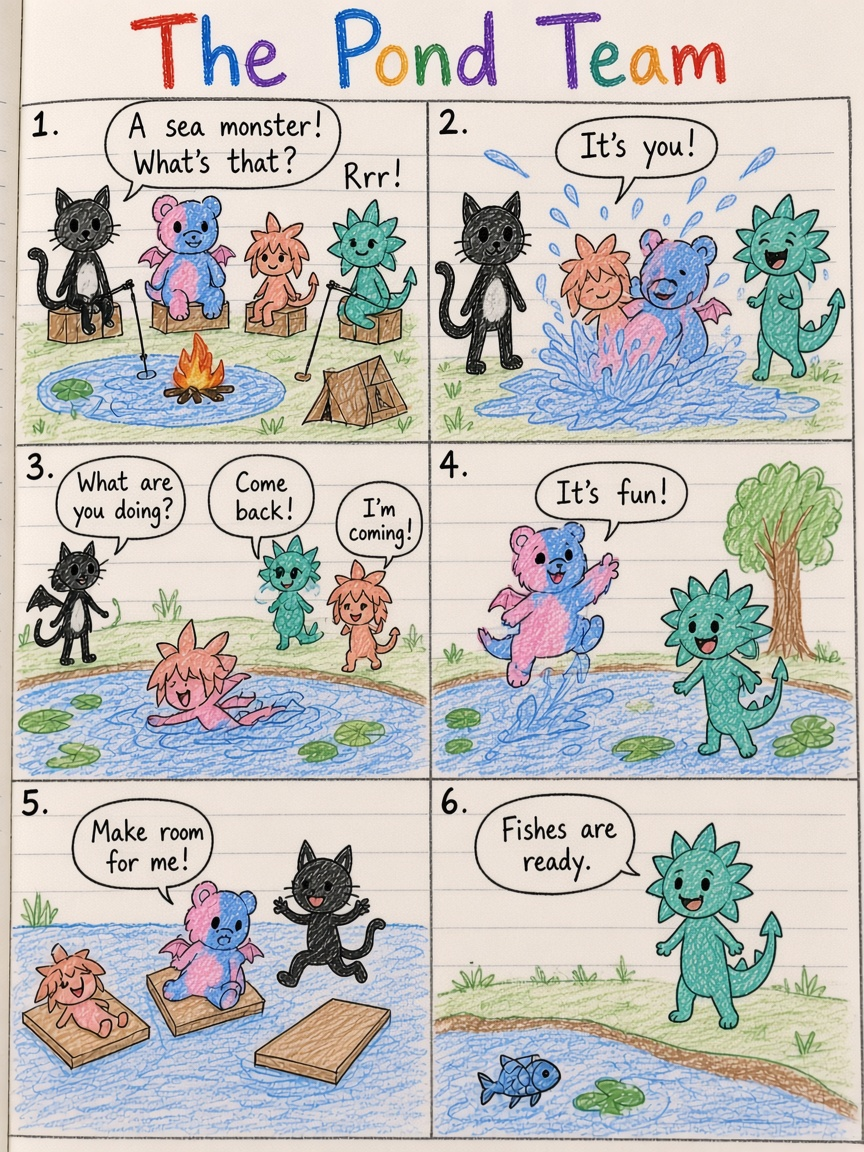 The Pond Team
1.
A sea monster!
What's that?
Rrr!
2.
It's you!
3.
What are
you doing?
Come
back!
I'm
coming!
4.
It's fun!
5.
Make room
for me!
6.
Fishes are
ready.